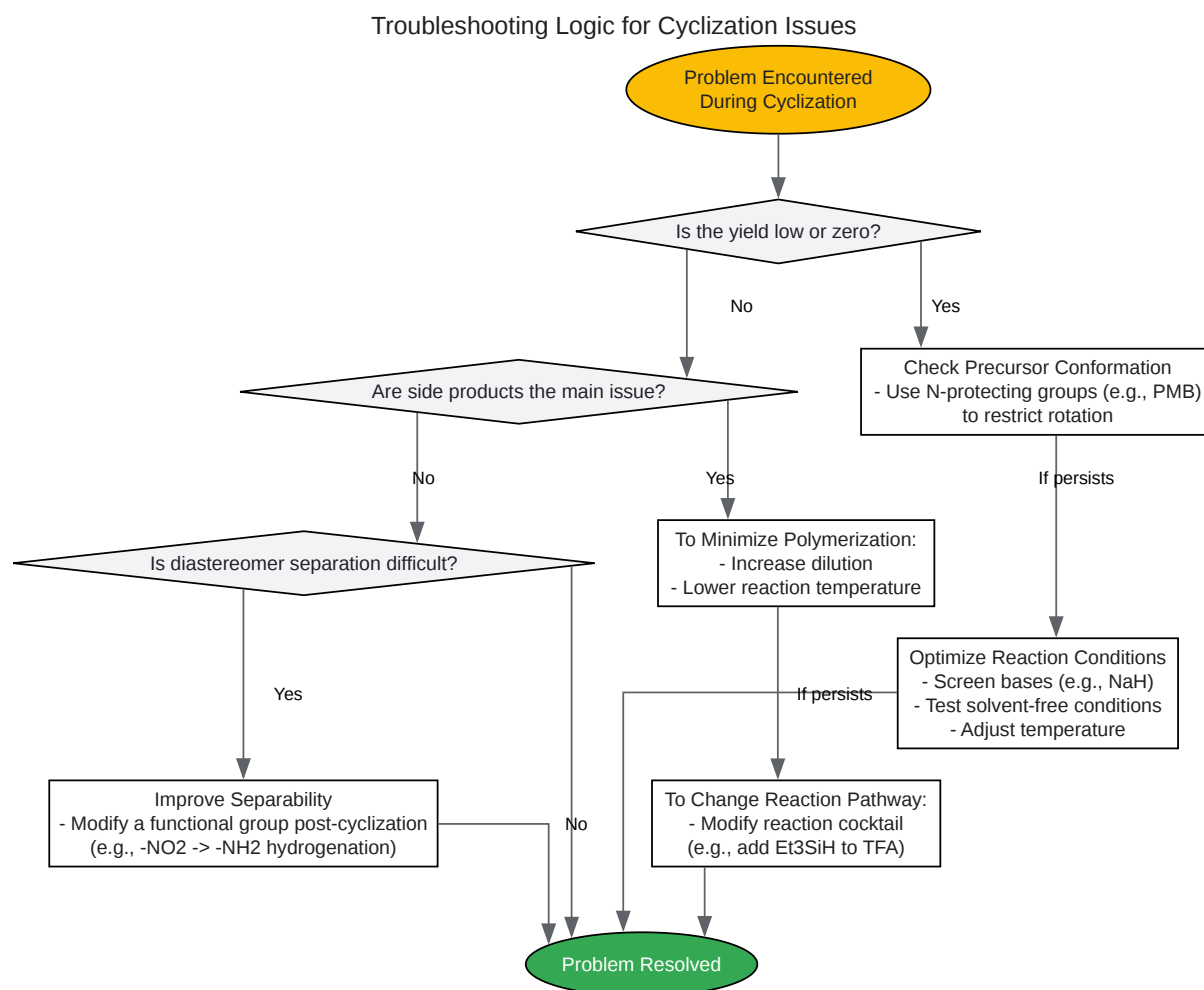 Troubleshooting Logic for Cyclization Issues
Problem Encountered
During Cyclization
Is the yield low or zero?
No
Yes
Check Precursor Conformation
- Use N-protecting groups (e.g., PMB)
to restrict rotation
Are side products the main issue?
No
Yes
If persists
To Minimize Polymerization:
- Increase dilution
- Lower reaction temperature
Is diastereomer separation difficult?
Optimize Reaction Conditions
- Screen bases (e.g., NaH)
- Test solvent-free conditions
- Adjust temperature
Yes
If persists
Improve Separability
- Modify a functional group post-cyclization
(e.g., -NO2 -> -NH2 hydrogenation)
No
To Change Reaction Pathway:
- Modify reaction cocktail
(e.g., add Et3SiH to TFA)
Problem Resolved